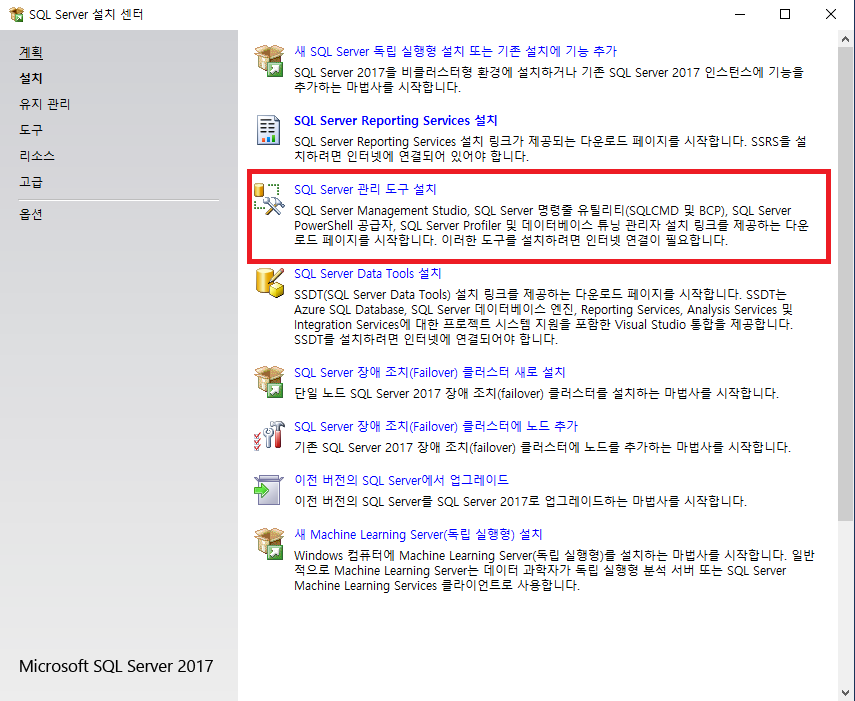 SQL Server 설치 센터
계획
설치
유지 관리
도구
리소스
고급
옵션
Microsoft SQL Server 2017
새 SQL Server 독립 실행형 설치 또는 기존 설치에 기능 추가
SQL Server 2017을 비클러스터형 환경에 설치하거나 기존 SQL Server 2017 인스턴스에 기능을
추가하는 마법사를 시작합니다.
SQL Server Reporting Services 설치
SQL Server Reporting Services 설치 링크가 제공되는 다운로드 페이지를 시작합니다. SSRS을 설
치하려면 인터넷에 연결되어 있어야 합니다.
SQL Server 관리 도구 설치
SQL Server Management Studio, SQL Server 명령줄 유틸리티(SQLCMD 및 BCP), SQL Server
PowerShell 공급자, SQL Server Profiler 및 데이터베이스 튜닝 관리자 설치 링크를 제공하는 다운
로드 페이지를 시작합니다. 이러한 도구를 설치하려면 인터넷 연결이 필요합니다.
SQL Server Data Tools 설치
SSDT(SQL Server Data Tools) 설치 링크를 제공하는 다운로드 페이지를 시작합니다. SSDT는
Azure SQL Database, SQL Server 데이터베이스 엔진, Reporting Services, Analysis Services 및
Integration Services에 대한 프로젝트 시스템 지원을 포함한 Visual Studio 통합을 제공합니다.
SSDT를 설치하려면 인터넷에 연결되어야 합니다.
SQL Server 장애 조치(Failover) 클러스터 새로 설치
단일 노드 SQL Server 2017 장애 조치(failover) 클러스터를 설치하는 마법사를 시작합니다.
SQL Server 장애 조치(Failover) 클러스터에 노드 추가
기존 SQL Server 2017 장애 조치(failover) 클러스터에 노드를 추가하는 마법사를 시작합니다.
이전 버전의 SQL Server에서 업그레이드
이전 버전의 SQL Server를 SQL Server 2017로 업그레이드하는 마법사를 시작합니다.
새 Machine Learning Server(독립 실행형) 설치
Windows 컴퓨터에 Machine Learning Server(독립 실행형)를 설치하는 마법사를 시작합니다. 일반
적으로 Machine Learning Server는 데이터 과학자가 독립 실행형 분석 서버 또는 SQL Server
Machine Learning Services 클라이언트로 사용합니다.